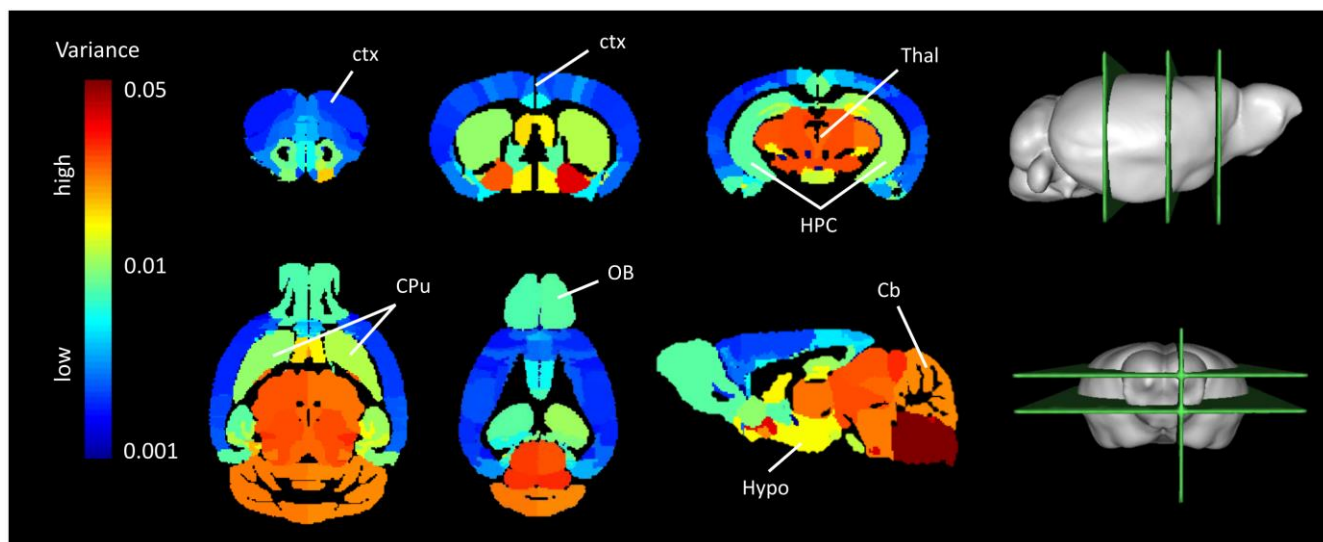 Variance
0.05
high
0.01
low
0.001
ctx
ctx
Thal
HPC
CPu
OB
Cb
Hypo